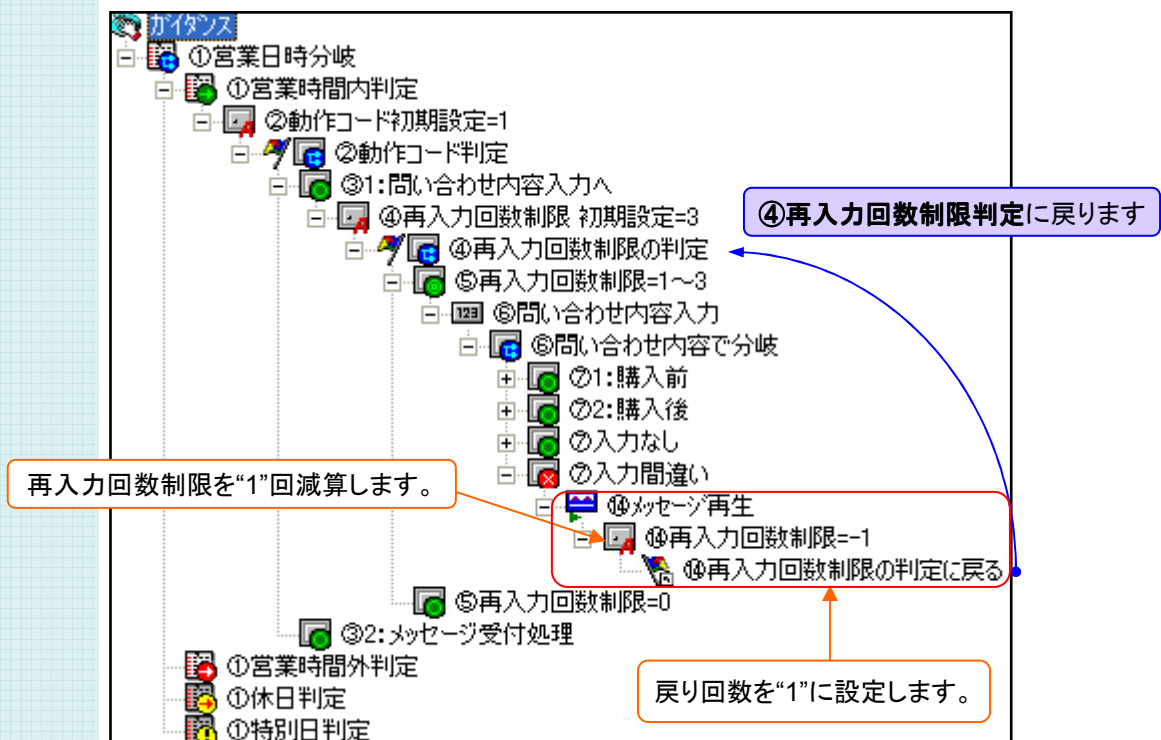 ガイダンス
①営業日時分岐
①営業時間内判定
②動作コード初期設定=1
②動作コード判定
③1:問い合わせ内容入力へ
④再入力回数制限 初期設定=3
④再入力回数制限判定に戻ります
④再入力回数制限の判定
⑤再入力回数制限=1～3
123 ⑥問い合わせ内容入力
⑥問い合わせ内容で分岐
⑦1:購入前
⑦2:購入後
⑦入力なし
⑦入力間違い
再入力回数制限を“1”回減算します。
⑭メッセージ再生
⑭再入力回数制限=-1
⑭再入力回数制限の判定に戻る
⑤再入力回数制限=0
③2:メッセージ受付処理
①営業時間外判定
戻り回数を“1”に設定します。
①休日判定
①特別日判定